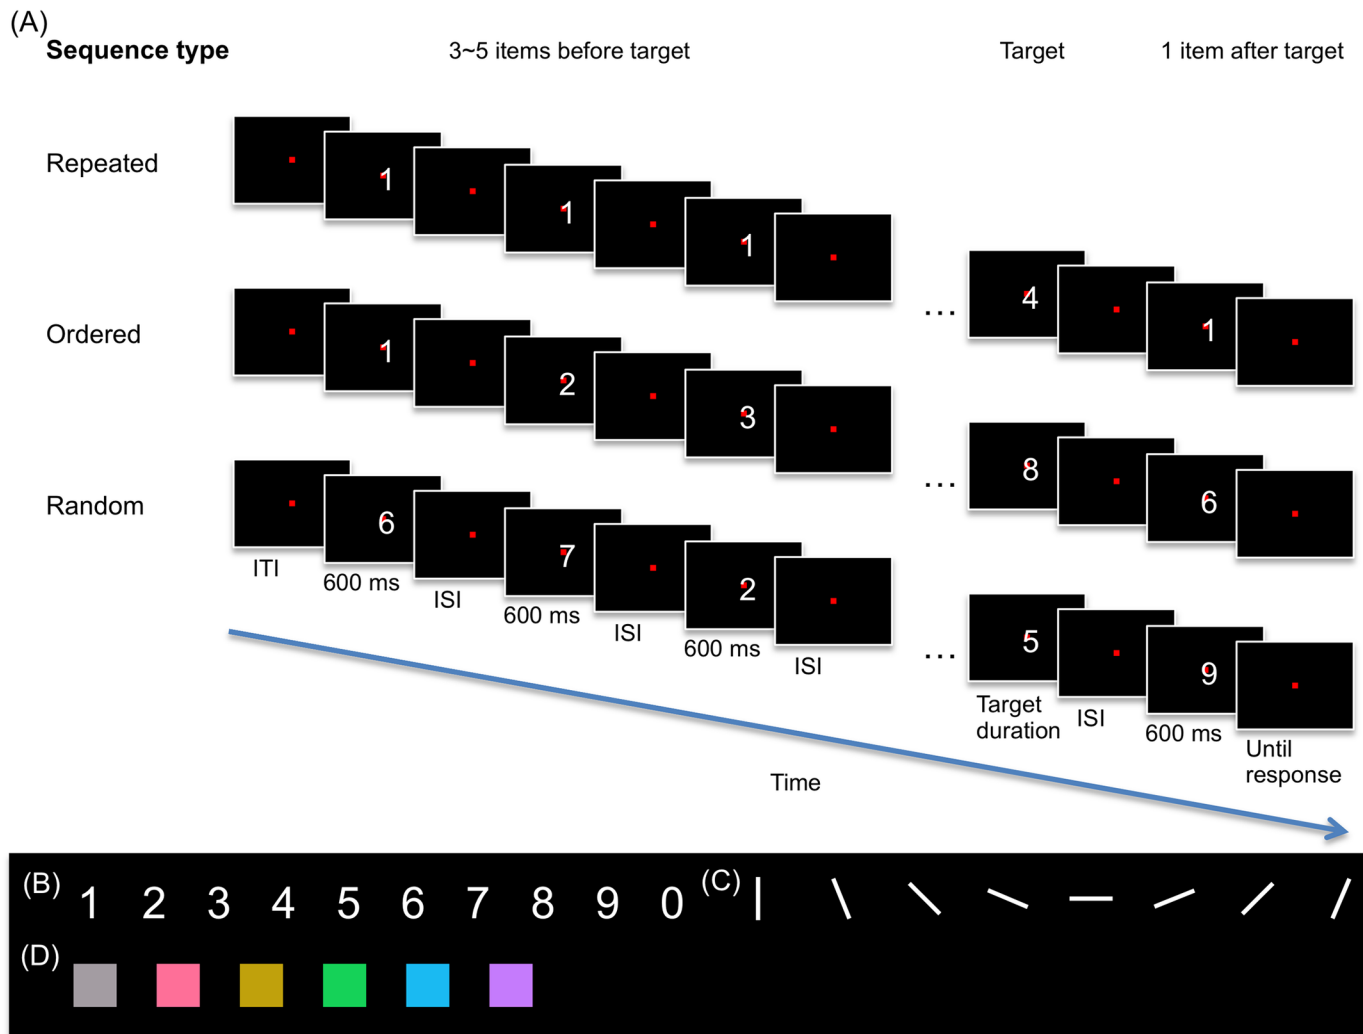 (A)
Sequence type 3~5 items before target Target 1 item after target
Repeated
1 1 1 ... 4 1
Ordered
1 2 3 ... 8 6
Random
6 7 2 ... 5 9
ITI 600 ms ISI 600 ms ISI 600 ms ISI
Target duration ISI 600 ms Until response
Time
(B) 1 2 3 4 5 6 7 8 9 0 (C)
(D)